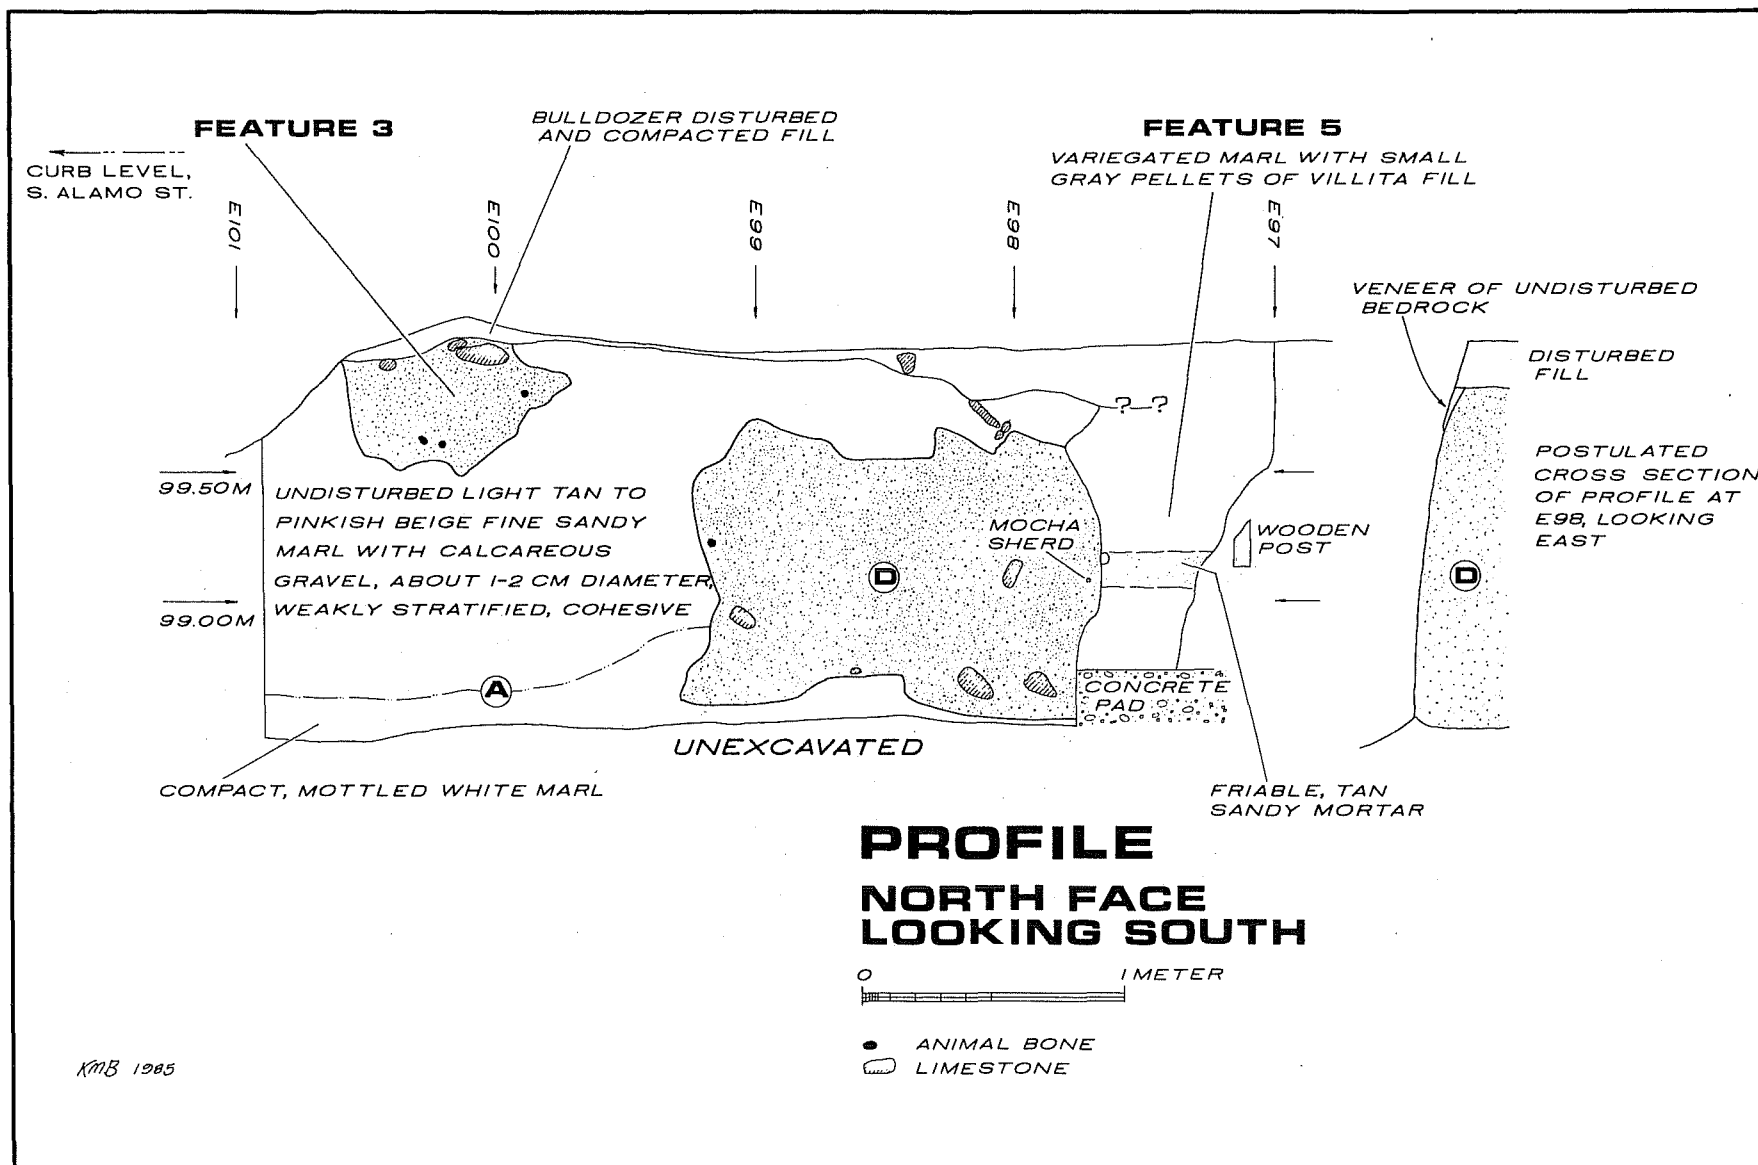 FEATURE 3
BULLDOZER DISTURBED
AND COMPACTED FILL
FEATURE 5
VARIEGATED MARL WITH SMALL
GRAY PELLETS OF VILLITA FILL
CURB LEVEL,
S. ALAMO ST.
E101
E100
E99
E98
E97
VENEER OF UNDISTURBED
BEDROCK
DISTURBED
FILL
?—?
POSTULATED
CROSS SECTION
OF PROFILE AT
E98, LOOKING
EAST
99.50M
UNDISTURBED LIGHT TAN TO
PINKISH BEIGE FINE SANDY
MARL WITH CALCAREOUS
GRAVEL, ABOUT 1-2 CM DIAMETER,
WEAKLY STRATIFIED, COHESIVE
99.00M
MOCHA
SHERD
WOODEN
POST
D
D
A
CONCRETE
PAD
UNEXCAVATED
COMPACT, MOTTLED WHITE MARL
FRIABLE, TAN
SANDY MORTAR
PROFILE
NORTH FACE
LOOKING SOUTH
0 1 METER
ANIMAL BONE
LIMESTONE
KMB 1985